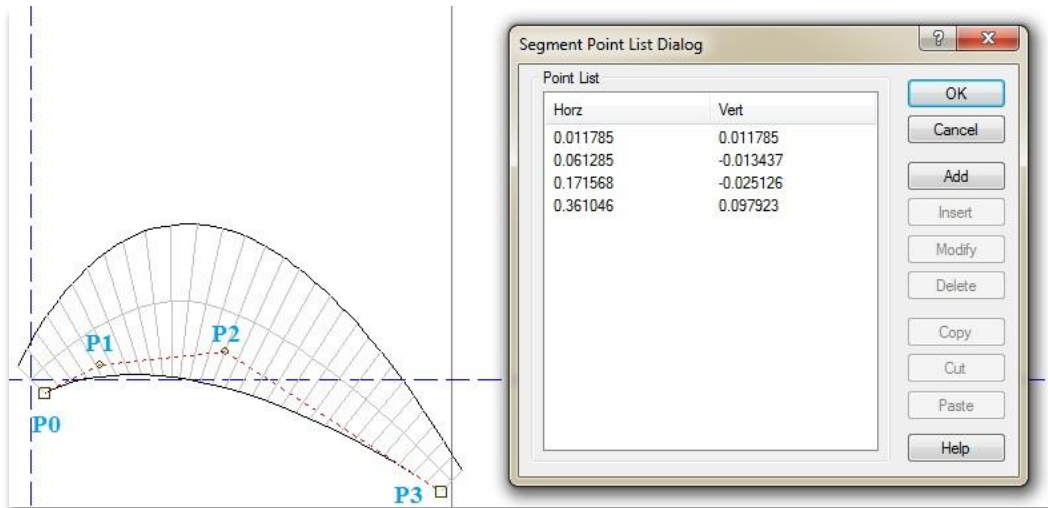 P0
P1
P2
P3
Segment Point List Dialog
?
X
Point List
Horz Vert
0.011785 0.011785
0.061285 -0.013437
0.171568 -0.025126
0.361046 0.097923
OK
Cancel
Add
Insert
Modify
Delete
Copy
Cut
Paste
Help